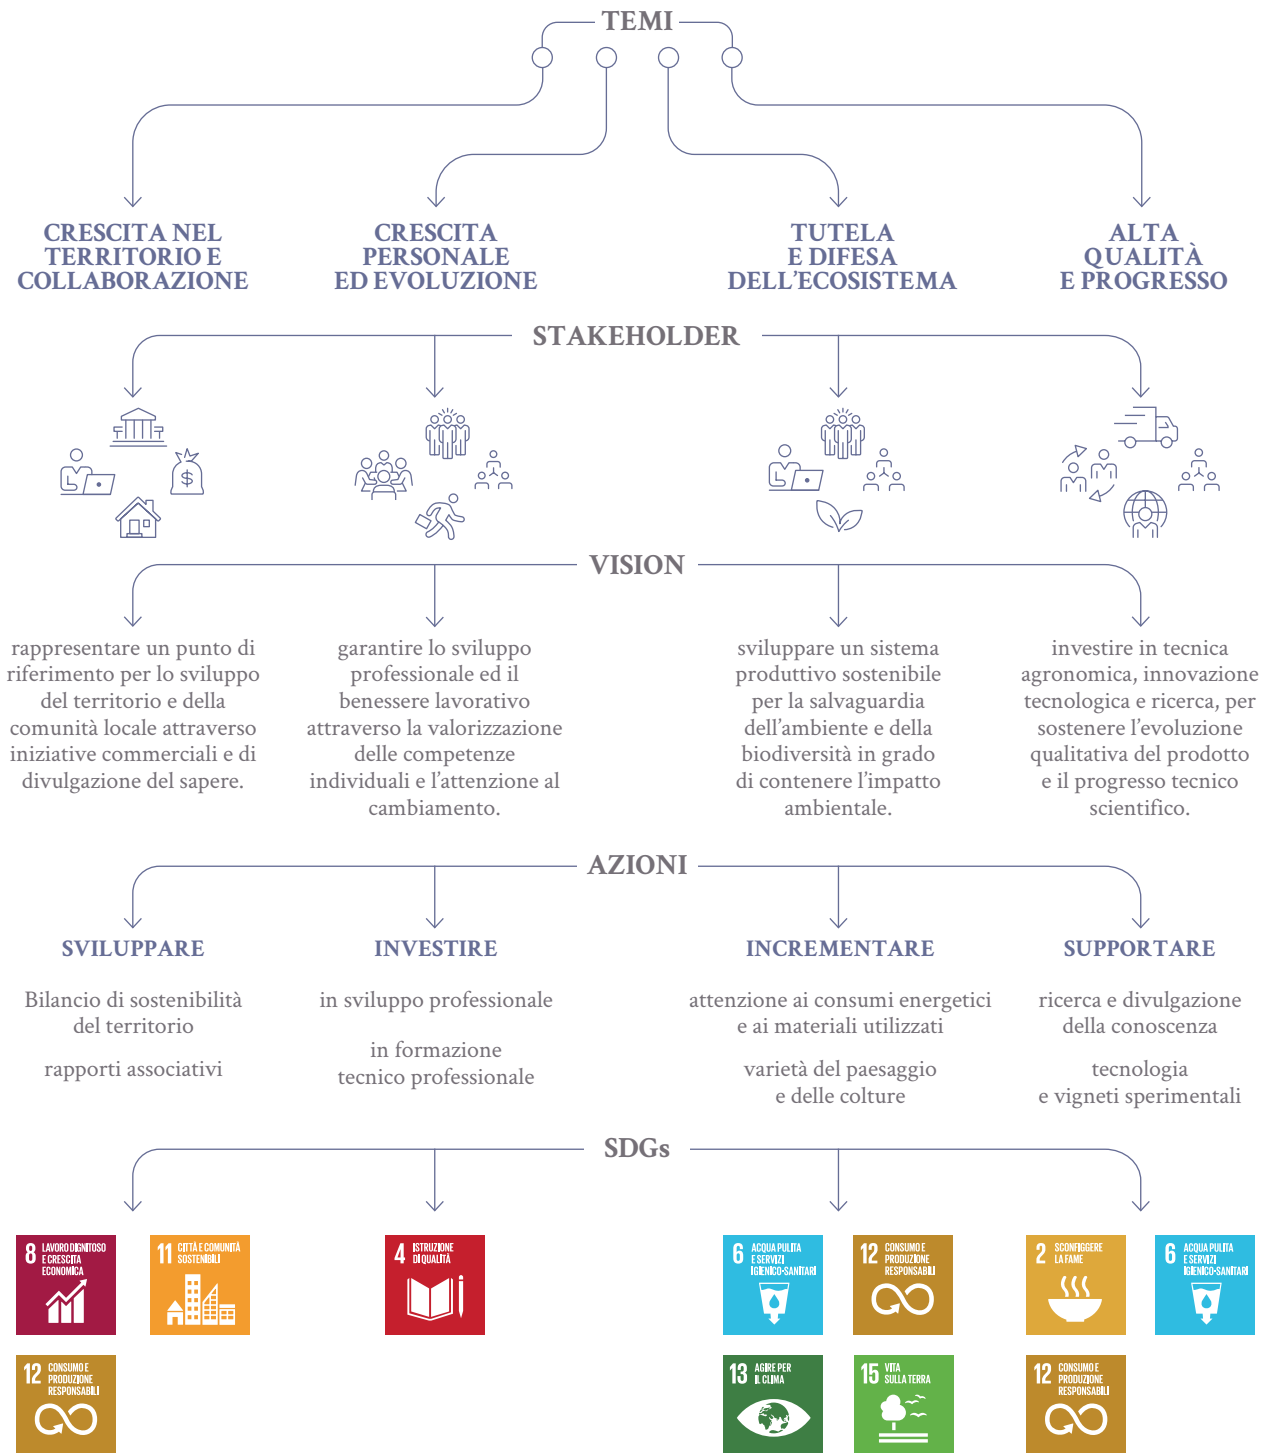 TEMI
CRESCITA NEL
TERRITORIO E
COLLABORAZIONE
CRESCITA
PERSONALE
ED EVOLUZIONE
TUTELA
E DIFESA
DELL'ECOSISTEMA
ALTA
QUALITÀ
E PROGRESSO
STAKEHOLDER
$
VISION
rappresentare un punto di
riferimento per lo sviluppo
del territorio e della
comunità locale attraverso
iniziative commerciali e di
divulgazione del sapere.
garantire lo sviluppo
professionale ed il
benessere lavorativo
attraverso la valorizzazione
delle competenze
individuali e l'attenzione al
cambiamento.
sviluppare un sistema
produttivo sostenibile
per la salvaguardia
dell'ambiente e della
biodiversità in grado
di contenere l'impatto
ambientale.
investire in tecnica
agronomica, innovazione
tecnologica e ricerca, per
sostenere l'evoluzione
qualitativa del prodotto
e il progresso tecnico
scientifico.
AZIONI
SVILUPPARE
Bilancio di sostenibilità
del territorio
rapporti associativi
INVESTIRE
in sviluppo professionale
in formazione
tecnico professionale
INCREMENTARE
attenzione ai consumi energetici
e ai materiali utilizzati
varietà del paesaggio
e delle colture
SUPPORTARE
ricerca e divulgazione
della conoscenza
tecnologia
e vigneti sperimentali
SDGs
8 LAVORO DIGNITOSO
E CRESCITA
ECONOMICA
11 CITTÀ E COMUNITÀ
SOSTENIBILI
12 CONSUMO E
PRODUZIONE
RESPONSABILI
4 ISTRUZIONE
DI QUALITÀ
6 ACQUA PULITA
E SERVIZI
IGIENICO-SANITARI
12 CONSUMO E
PRODUZIONE
RESPONSABILI
13 AGIRE PER
IL CLIMA
15 VITA
SULLA TERRA
2 SCONFIGGERE
LA FAME
6 ACQUA PULITA
E SERVIZI
IGIENICO-SANITARI
12 CONSUMO E
PRODUZIONE
RESPONSABILI